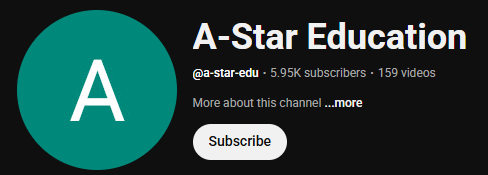 A
A-Star Education
@a-star-edu · 5.95K subscribers · 159 videos
More about this channel ...more
Subscribe